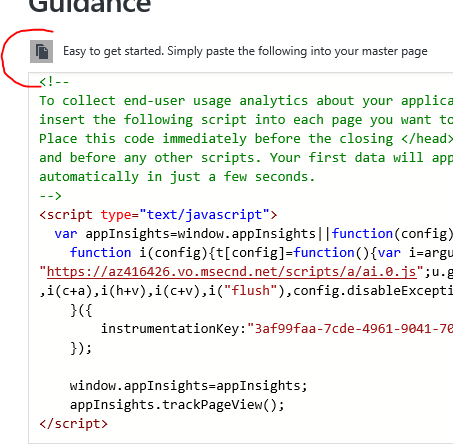 Guidance
Easy to get started. Simply paste the following into your master page
<!--
To collect end-user usage analytics about your applica
insert the following script into each page you want to
Place this code immediately before the closing </head>
and before any other scripts. Your first data will app
automatically in just a few seconds.
-->
<script type="text/javascript">
  var appInsights=window.appInsights||function(config)
    function i(config){t[config]=function(){var i=argu
"https://az416426.vo.msecnd.net/scripts/a/ai.0.js";u.g
,i(c+a),i(h+v),i(c+v),i("flush"),config.disableExcepti
    }({
        instrumentationKey:"3af99faa-7cde-4961-9041-70
    });
    window.appInsights=appInsights;
    appInsights.trackPageView();
</script>